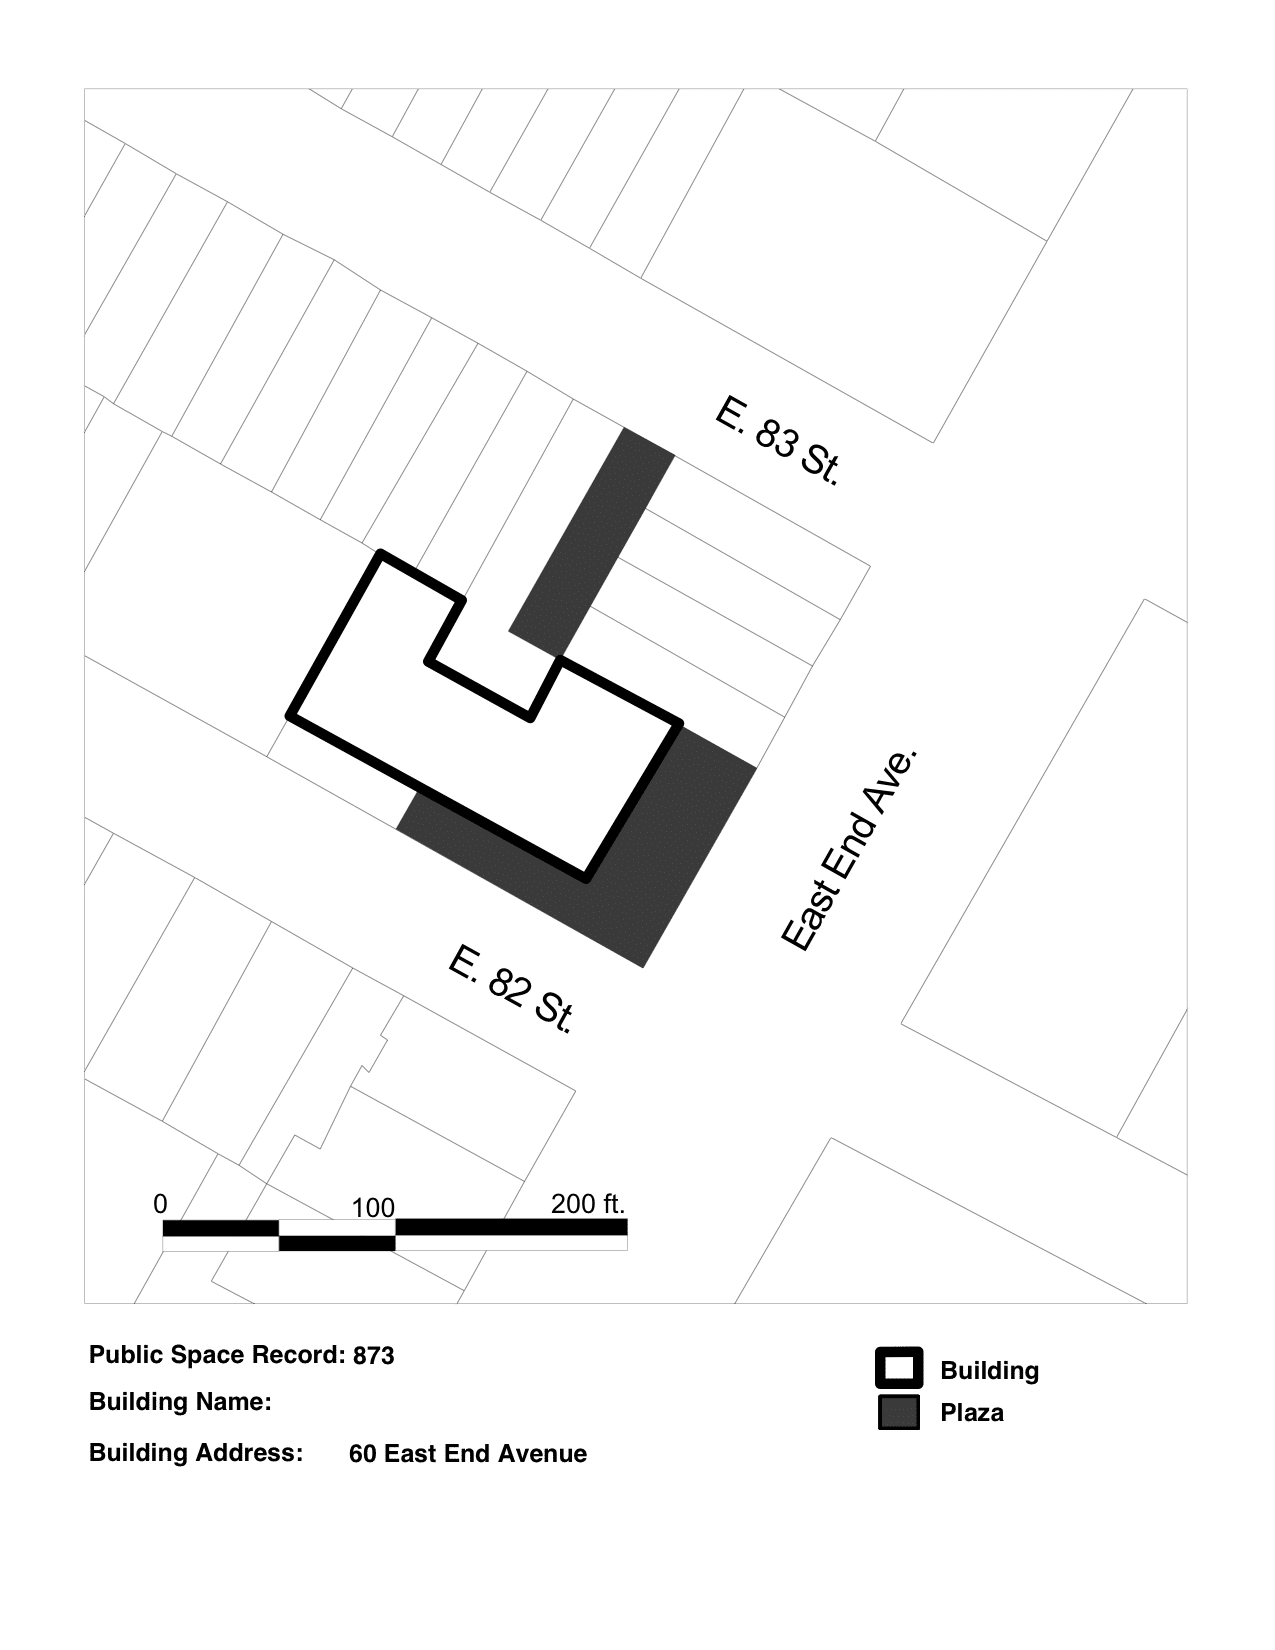 E. 83 St.
East End Ave.
E. 82 St.
0 100 200 ft.
Public Space Record: 873
Building Name:
Building Address: 60 East End Avenue
Building
Plaza